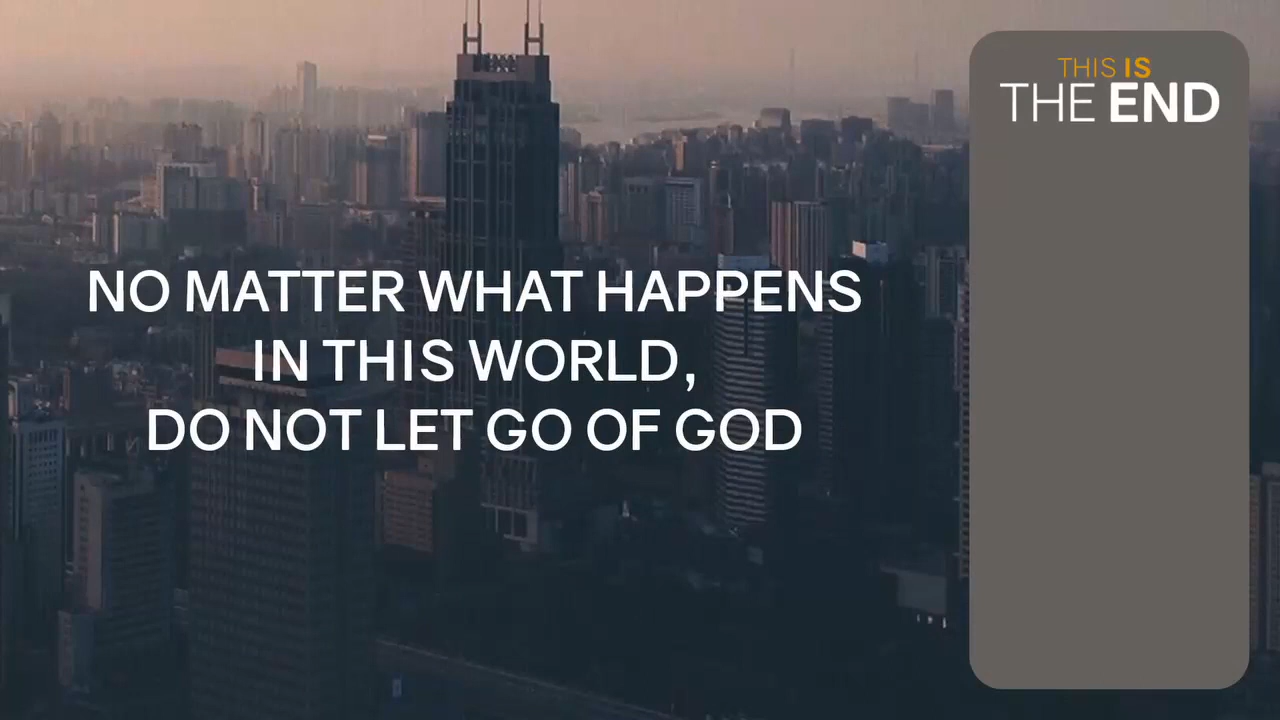 NO MATTER WHAT HAPPENS
IN THIS WORLD,
DO NOT LET GO OF GOD
THIS IS
THE END